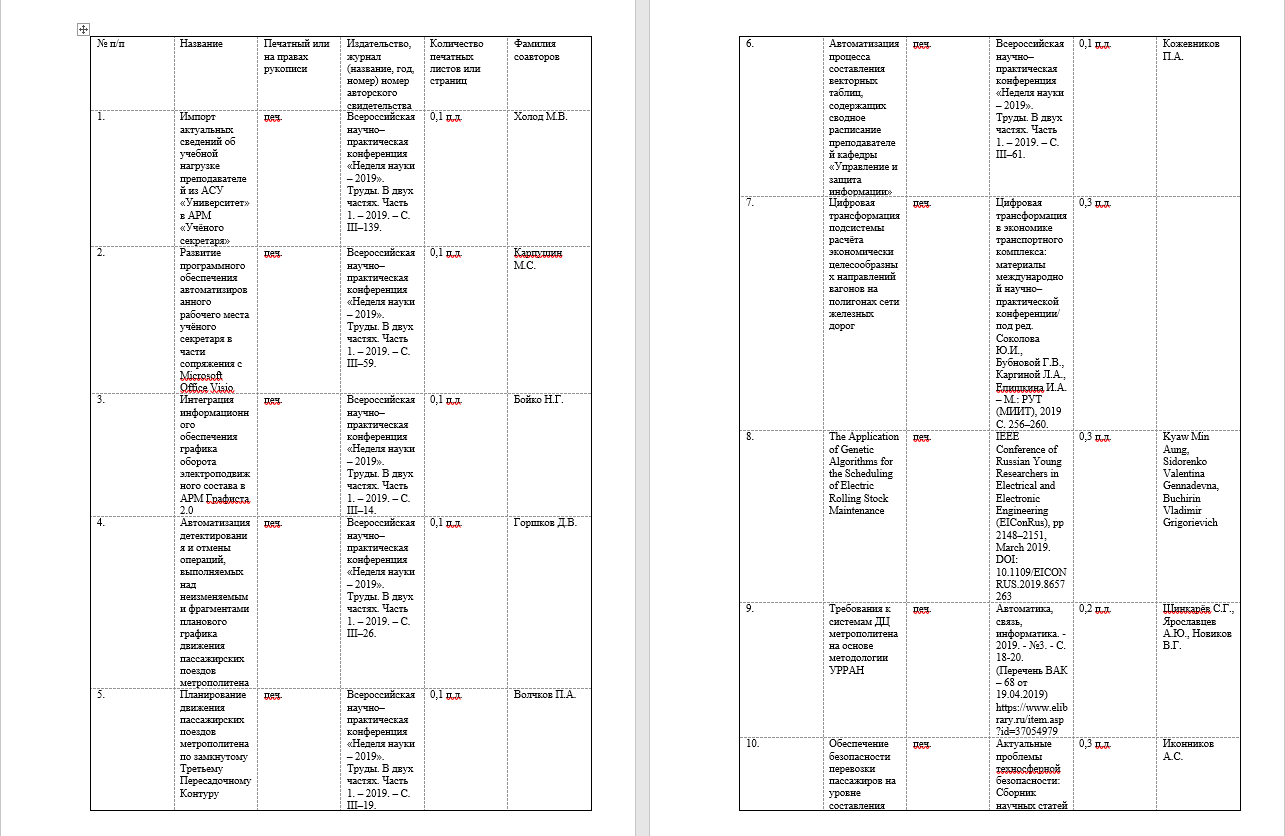 № п/п
Название
Печатный или
на правах
рукописи
Издательство,
журнал
(название, год,
номер) номер
авторского
свидетельства
Количество
печатных
листов или
страниц
Фамилия
соавторов
1.
Импорт
актуальных
сведений об
учебной
нагрузке
преподавателе
й из АСУ
«Университет»
в АРМ
«Учёного
секретаря»
печ.
Всероссийская
научно–
практическая
конференция
«Неделя науки
– 2019».
Труды. В двух
частях. Часть
1. – 2019. – С.
III–139.
0,1 п.л.
Холод М.В.
2.
Развитие
программного
обеспечения
автоматизиров
анного
рабочего места
учёного
секретаря в
части
сопряжения с
Microsoft
Office Visio
печ.
Всероссийская
научно–
практическая
конференция
«Неделя науки
– 2019».
Труды. В двух
частях. Часть
1. – 2019. – С.
III–59.
0,1 п.л.
Карпушин
М.С.
3.
Интеграция
информационн
ого
обеспечения
графика
оборота
электроподвиж
ного состава в
АРМ Графиста
2.0
печ.
Всероссийская
научно–
практическая
конференция
«Неделя науки
– 2019».
Труды. В двух
частях. Часть
1. – 2019. – С.
III–14.
0,1 п.л.
Бойко Н.Г.
4.
Автоматизация
детектировани
я и отмены
операций,
выполняемых
над
неизменяемым
и фрагментами
планового
графика
движения
пассажирских
поездов
метрополитена
печ.
Всероссийская
научно–
практическая
конференция
«Неделя науки
– 2019».
Труды. В двух
частях. Часть
1. – 2019. – С.
III–26.
0,1 п.л.
Горшков Д.В.
5.
Планирование
движения
пассажирских
поездов
метрополитена
по замкнутому
Третьему
Пересадочному
Контуру
печ.
Всероссийская
научно–
практическая
конференция
«Неделя науки
– 2019».
Труды. В двух
частях. Часть
1. – 2019. – С.
III–19.
0,1 п.л.
Волчков П.А.
6.
Автоматизация
процесса
составления
векторных
таблиц,
содержащих
сводное
расписание
преподавателе
й кафедры
«Управление и
защита
информации»
печ.
Всероссийская
научно–
практическая
конференция
«Неделя науки
– 2019».
Труды. В двух
частях. Часть
1. – 2019. – С.
III–61.
0,1 п.л.
Кожевников
П.А.
7.
Цифровая
трансформация
подсистемы
расчёта
экономически
целесообразны
х направлений
вагонов на
полигонах сети
железных
дорог
печ.
Цифровая
трансформация
в экономике
транспортного
комплекса:
материалы
международно
й научно–
практической
конференции/
под ред.
Соколова
Ю.И.,
Бубновой Г.В.,
Каргиной Л.А.,
Епишкина И.А.
– М.: РУТ
(МИИТ), 2019
С. 256–260.
0,3 п.л.
8.
The Application
of Genetic
Algorithms for
the Scheduling
of Electric
Rolling Stock
Maintenance
печ.
IEEE
Conference of
Russian Young
Researchers in
Electrical and
Electronic
Engineering
(EIConRus), pp
2148–2151,
March 2019.
DOI:
10.1109/EICON
RUS.2019.8657
263
0,3 п.л.
Kyaw Min
Aung,
Sidorenko
Valentina
Gennadevna,
Buchirin
Vladimir
Grigorievich
9.
Требования к
системам ДЦ
метрополитена
на основе
методологии
УРРАН
печ.
Автоматика,
связь,
информатика. -
2019. - №3. - С.
18-20.
(Перечень ВАК
– 68 от
19.04.2019)
https://www.elib
rary.ru/item.asp
?id=37054979
0,2 п.л.
Шинкарёв С.Г.,
Ярославцев
А.Ю., Новиков
В.Г.
10.
Обеспечение
безопасности
перевозки
пассажиров на
уровне
составления
печ.
Актуальные
проблемы
техносферной
безопасности:
Сборник
научных статей
0,3 п.л.
Иконников
А.С.